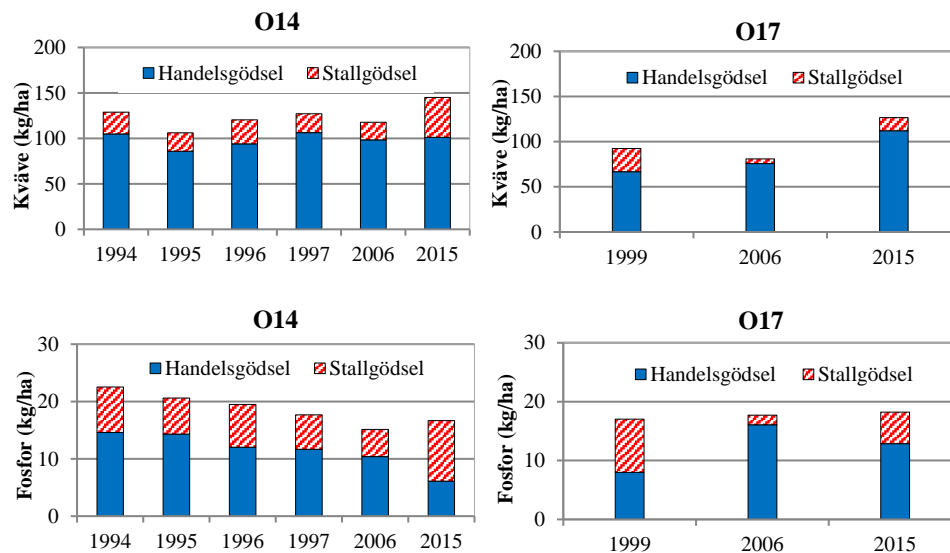 O14
200
150
100
50
0
Kväve (kg/ha)
Handelsgödsel Stallgödsel
1994 1995 1996 1997 2006 2015
O17
200
150
100
50
0
Kväve (kg/ha)
Handelsgödsel Stallgödsel
1999 2006 2015
O14
30
20
10
0
Fosfor (kg/ha)
Handelsgödsel Stallgödsel
1994 1995 1996 1997 2006 2015
O17
30
20
10
0
Fosfor (kg/ha)
Handelsgödsel Stallgödsel
1999 2006 2015